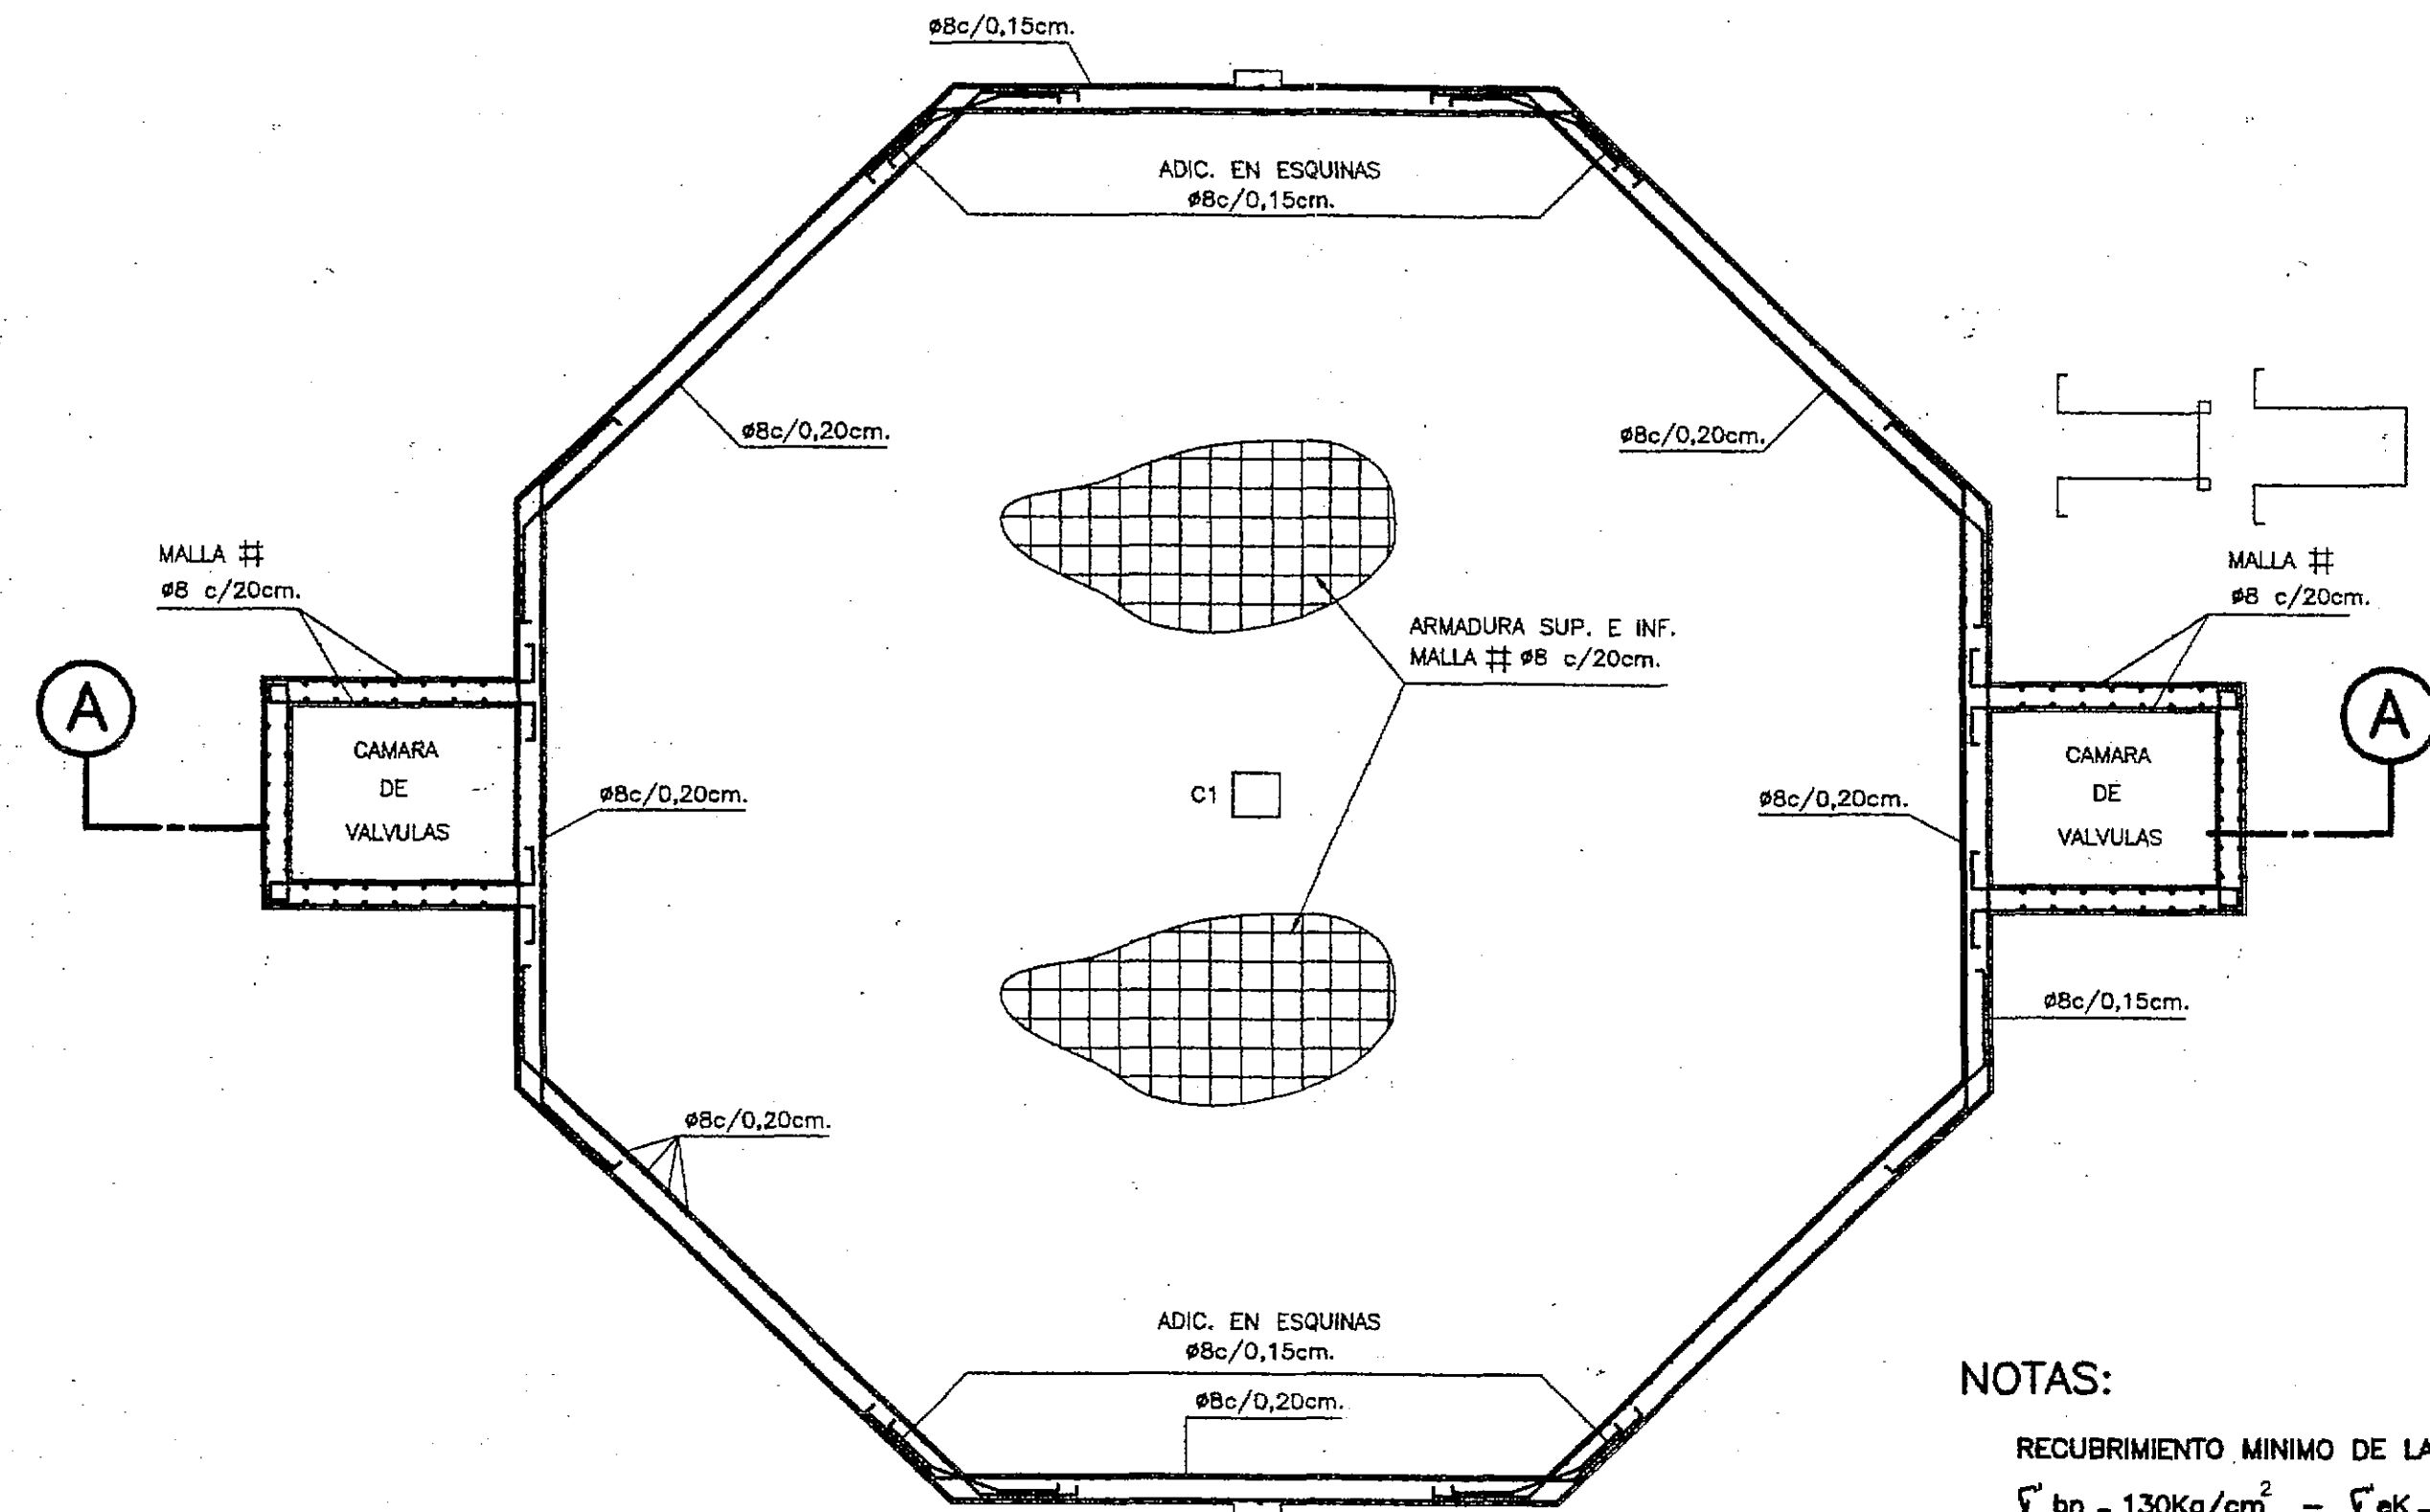 ø8c/0,15cm.
ADIC. EN ESQUINAS
ø8c/0,15cm.
ø8c/0,20cm.
ø8c/0,20cm.
MALLA #
ø8 c/20cm.
MALLA #
ø8 c/20cm.
ARMADURA SUP. E INF.
MALLA # ø8 c/20cm.
A
A
CAMARA
DE
VALVULAS
ø8c/0,20cm.
C1
ø8c/0,20cm.
CAMARA
DE
VALVULAS
ø8c/0,15cm.
ø8c/0,20cm.
ADIC. EN ESQUINAS
ø8c/0,15cm.
ø8c/0,20cm.
NOTAS:
RECUBRIMIENTO MINIMO DE LA
bn = 130Kg/cm² –